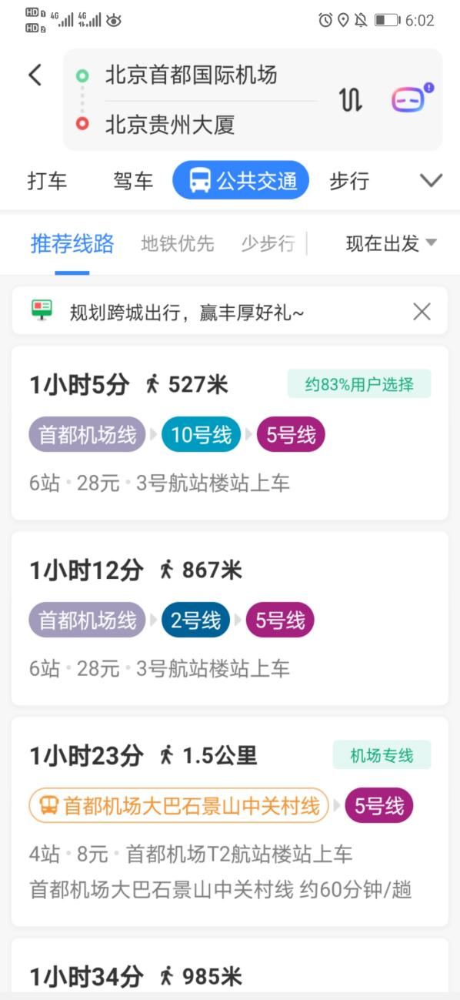 HD 1 4G 4G 6:02
HD 2
北京首都国际机场
北京贵州大厦
打车 驾车 公共交通 步行
推荐线路 地铁优先 少步行 现在出发
规划跨城出行，赢丰厚好礼~
1小时5分 527米 约83%用户选择
首都机场线 10号线 5号线
6站·28元·3号航站楼站上车
1小时12分 867米
首都机场线 2号线 5号线
6站·28元·3号航站楼站上车
1小时23分 1.5公里 机场专线
首都机场大巴石景山中关村线 5号线
4站·8元·首都机场T2航站楼站上车
首都机场大巴石景山中关村线 约60分钟/趟
1小时34分 985米